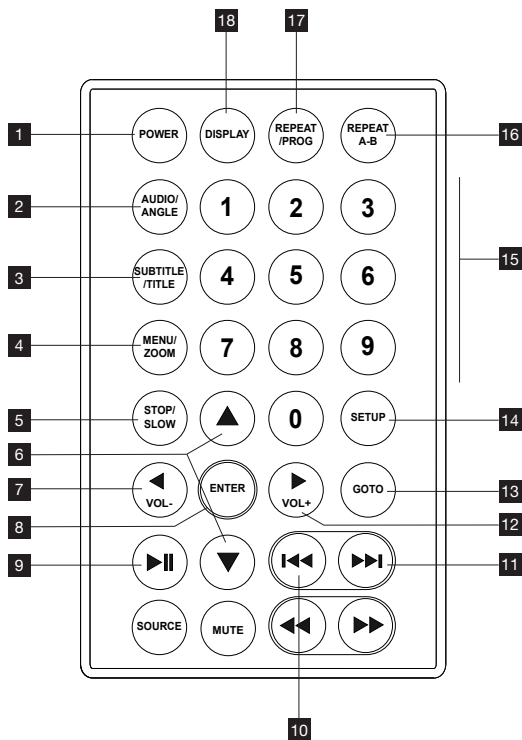 18 17
1 POWER DISPLAY REPEAT /PROG REPEAT A-B 16
2 AUDIO/ ANGLE 1 2 3
15
3 SUBTITLE /TITLE 4 5 6
4 MENU/ ZOOM 7 8 9
5 STOP/ SLOW 0 SETUP 14
6
7 VOL- ENTER VOL+ GOTO 13
8 12
9 11
SOURCE MUTE
10